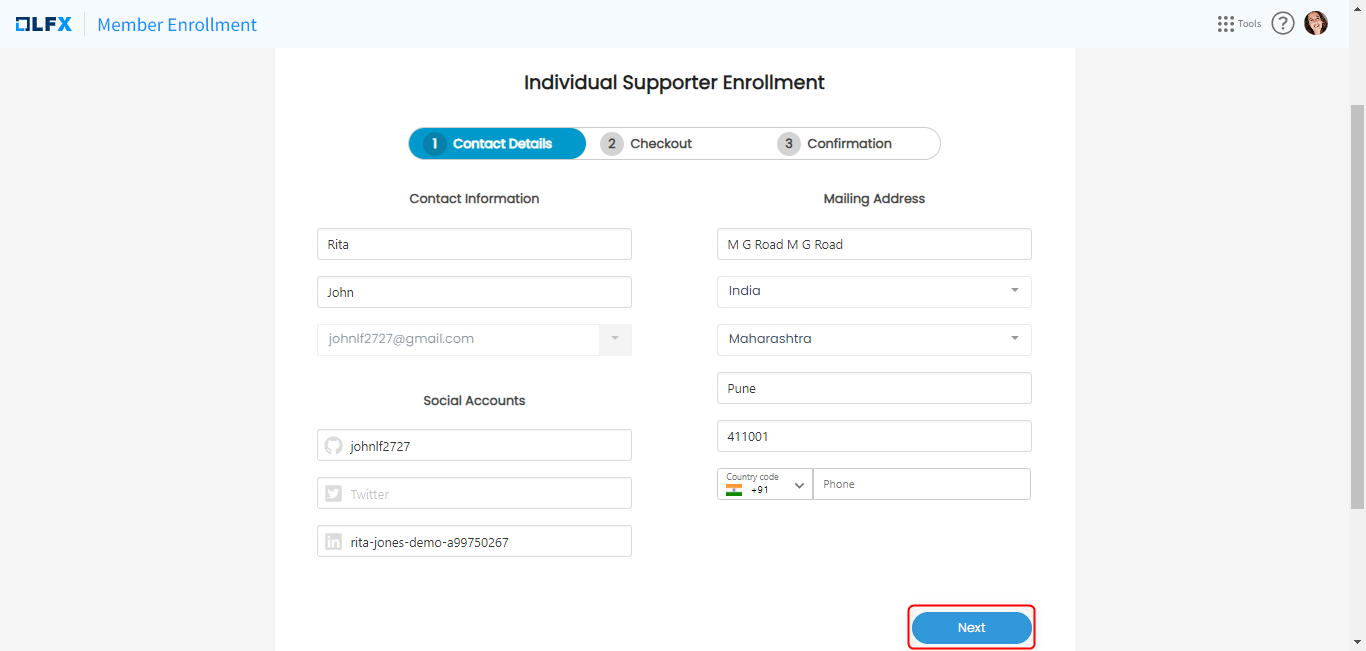 LFX Member Enrollment Tools ?
Individual Supporter Enrollment
1 Contact Details 2 Checkout 3 Confirmation
Contact Information
Rita
John
johnlf2727@gmail.com
Social Accounts
johnlf2727
Twitter
in rita-jones-demo-a99750267
Mailing Address
M G Road M G Road
India
Maharashtra
Pune
411001
Country code
+91
Phone
Next